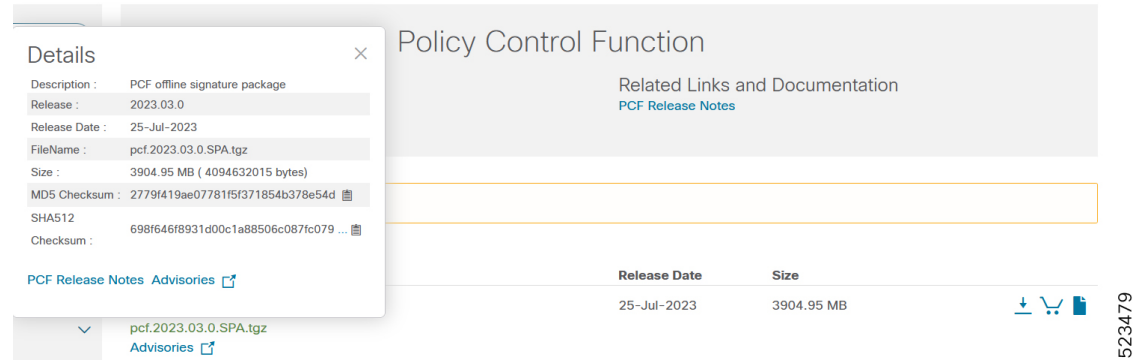 Details
Description : PCF offline signature package
Release : 2023.03.0
Release Date : 25-Jul-2023
FileName : pcf.2023.03.0.SPA.tgz
Size : 3904.95 MB ( 4094632015 bytes)
MD5 Checksum : 2779f419ae07781f5f371854b378e54d
SHA512
Checksum : 698f646f8931d00c1a88506c087fc079 ...
PCF Release Notes Advisories
Policy Control Function
Related Links and Documentation
PCF Release Notes
Release Date Size
25-Jul-2023 3904.95 MB
pcf.2023.03.0.SPA.tgz
Advisories
523479